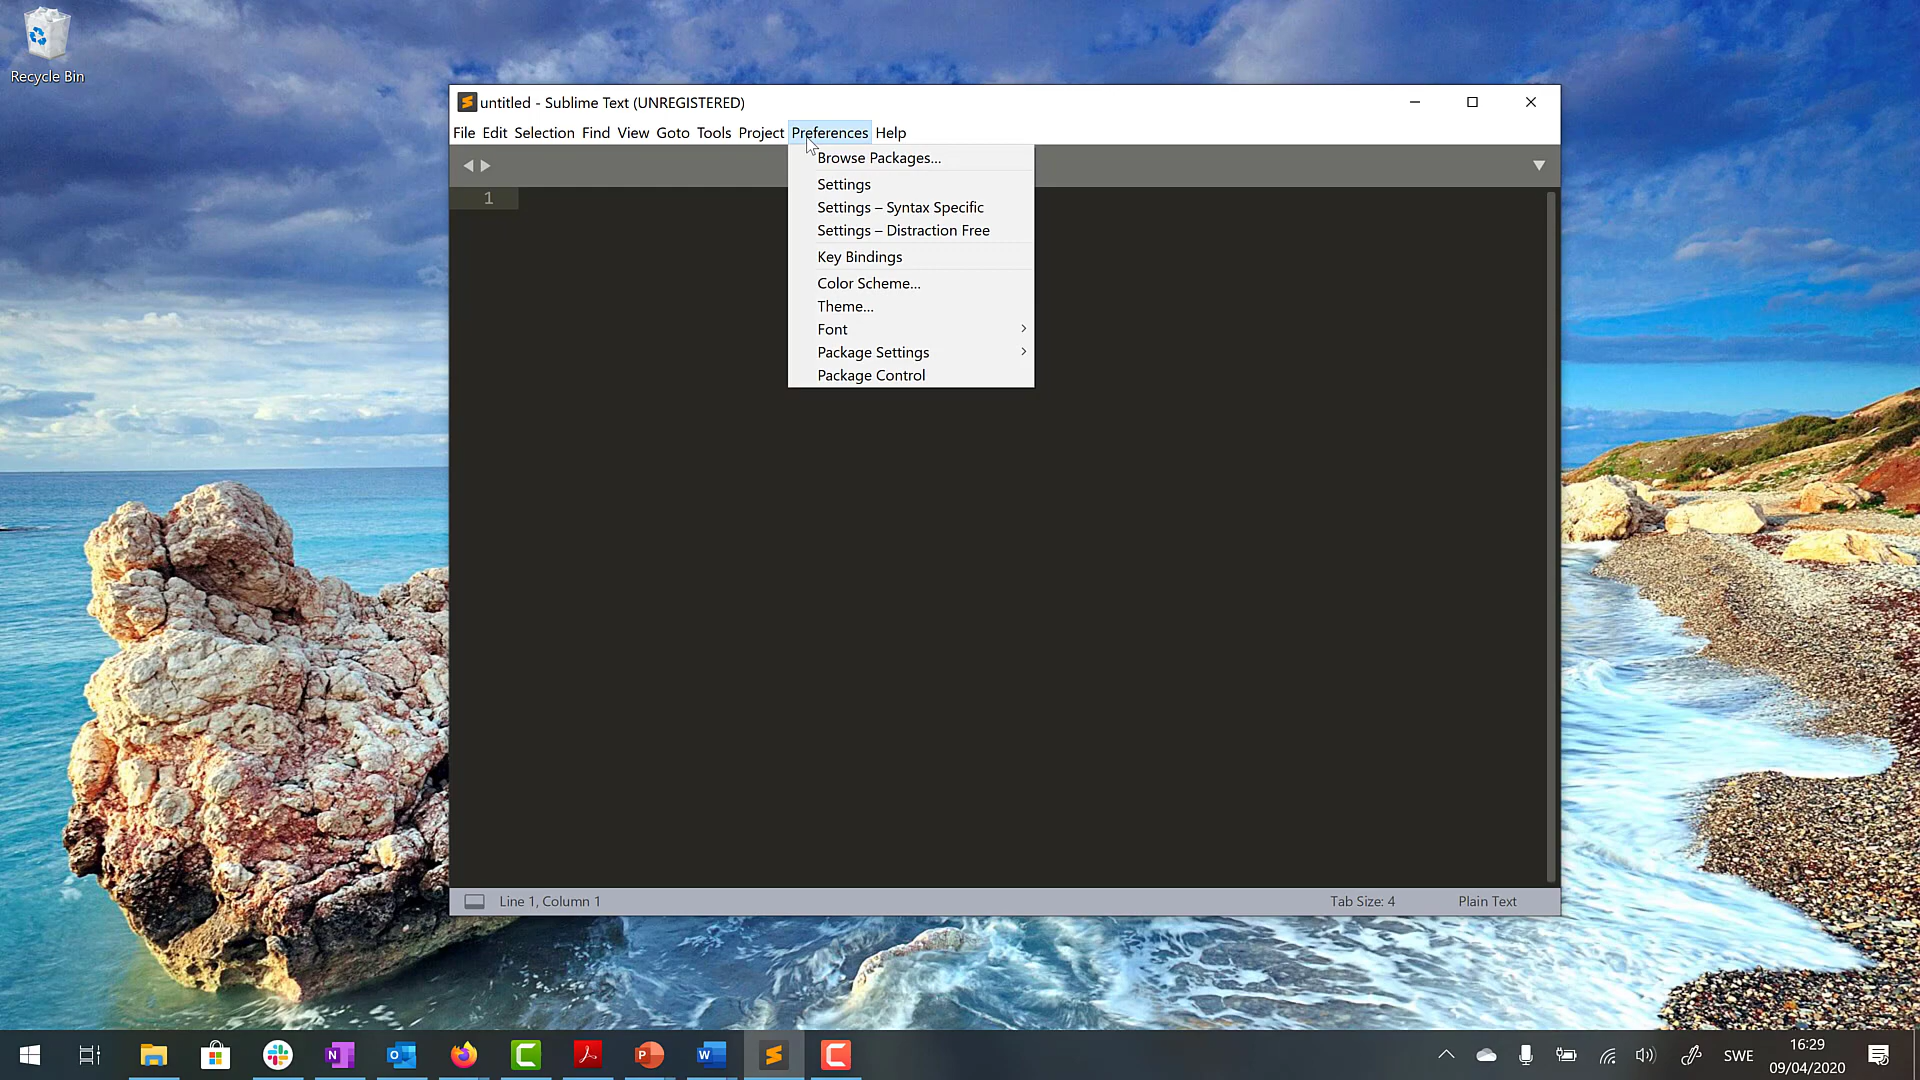 Recycle Bin
untitled - Sublime Text (UNREGISTERED)
File Edit Selection Find View Goto Tools Project Preferences Help
Browse Packages...
Settings
Settings – Syntax Specific
Settings – Distraction Free
Key Bindings
Color Scheme...
Theme...
Font
Package Settings
Package Control
1
Line 1, Column 1
Tab Size: 4
Plain Text
SWE
16:29
09/04/2020